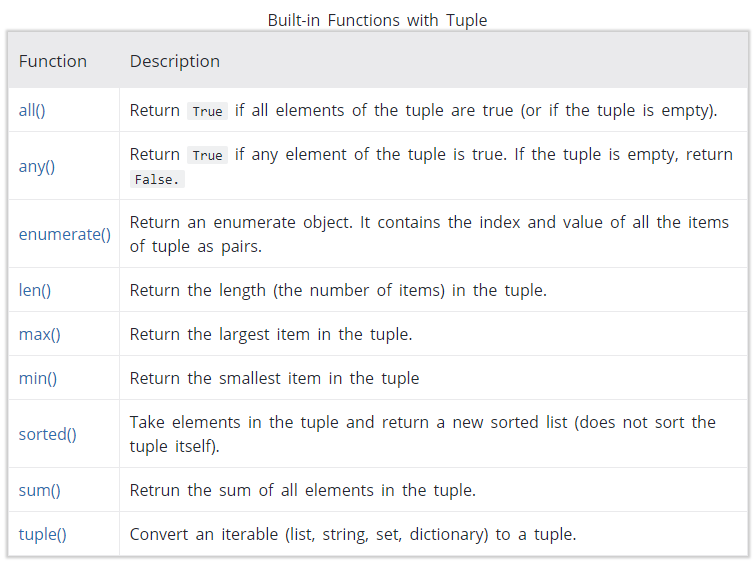 Built-in Functions with Tuple
Function Description
all() Return True if all elements of the tuple are true (or if the tuple is empty).
any() Return True if any element of the tuple is true. If the tuple is empty, return
False.
enumerate() Return an enumerate object. It contains the index and value of all the items
of tuple as pairs.
len() Return the length (the number of items) in the tuple.
max() Return the largest item in the tuple.
min() Return the smallest item in the tuple
sorted() Take elements in the tuple and return a new sorted list (does not sort the
tuple itself).
sum() Retrun the sum of all elements in the tuple.
tuple() Convert an iterable (list, string, set, dictionary) to a tuple.